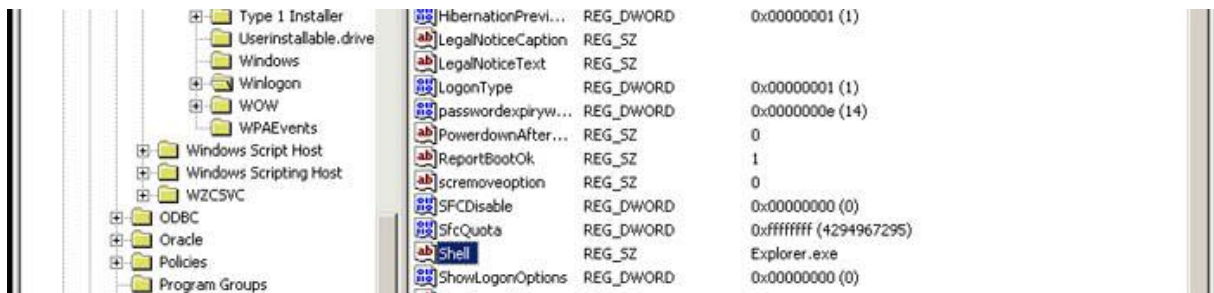 Type 1 Installer
Userinstallable.drive
Windows
Winlogon
WOW
WPAEvents
Windows Script Host
Windows Scripting Host
WZCSVC
ODBC
Oracle
Policies
Program Groups
HibernationPrevi... REG_DWORD 0x00000001 (1)
LegalNoticeCaption REG_SZ
LegalNoticeText REG_SZ
LogonType REG_DWORD 0x00000001 (1)
passwordexpiryw... REG_DWORD 0x0000000e (14)
PowerdownAfter... REG_SZ 0
ReportBootOk REG_SZ 1
scremoveoption REG_SZ 0
SFCDisable REG_DWORD 0x00000000 (0)
SfcQuota REG_DWORD 0xffffffff (4294967295)
Shell REG_SZ Explorer.exe
ShowLogonOptions REG_DWORD 0x00000000 (0)